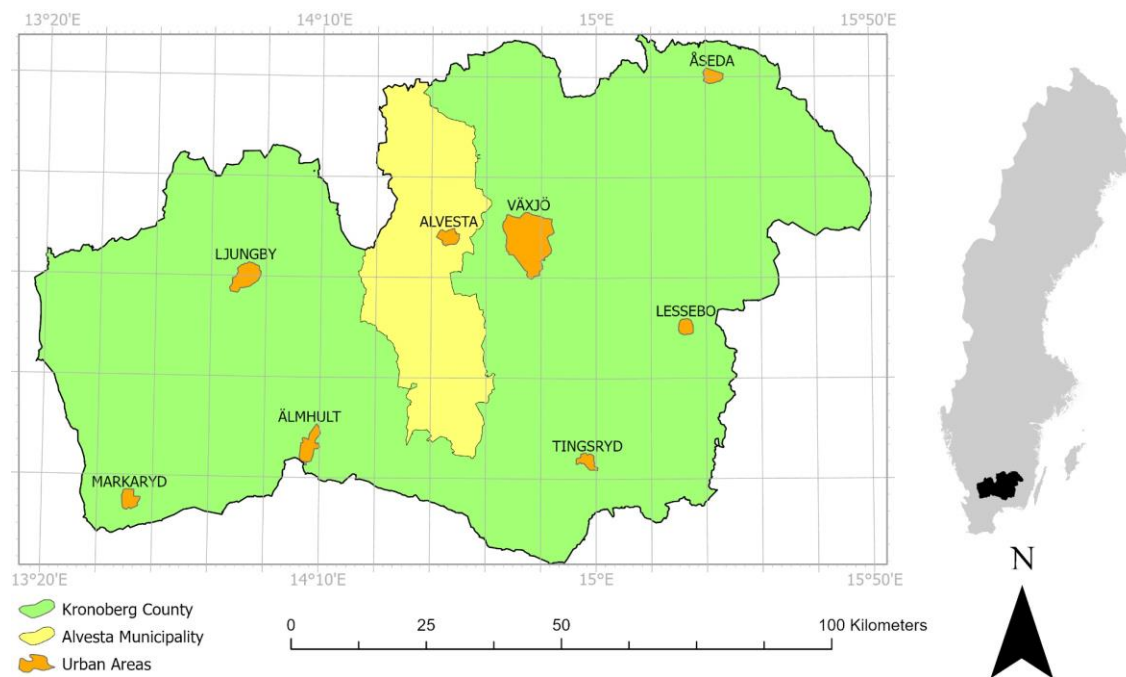 13°20'E 14°10'E 15°E 15°50'E
ÅSEDA
VÄXJÖ
ALVESTA
LJUNGBY
LESSEBO
ÄLMHULT
TINGSRYD
MARKARYD
13°20'E 14°10'E 15°E 15°50'E
N
Kronoberg County
Alvesta Municipality
Urban Areas
0 25 50 100 Kilometers